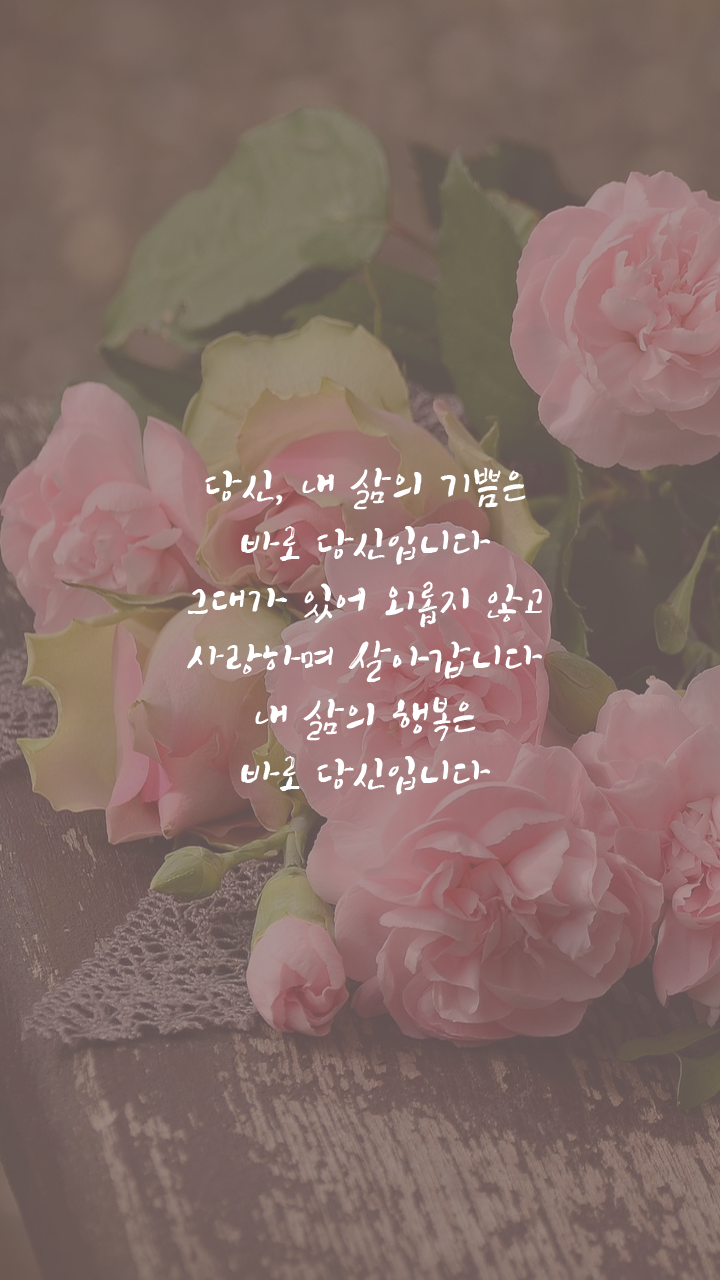 당신, 내 삶의 기쁨은
바로 당신입니다
그대가 있어 외롭지 않고
사랑하며 살아갑니다
내 삶의 행복은
바로 당신입니다